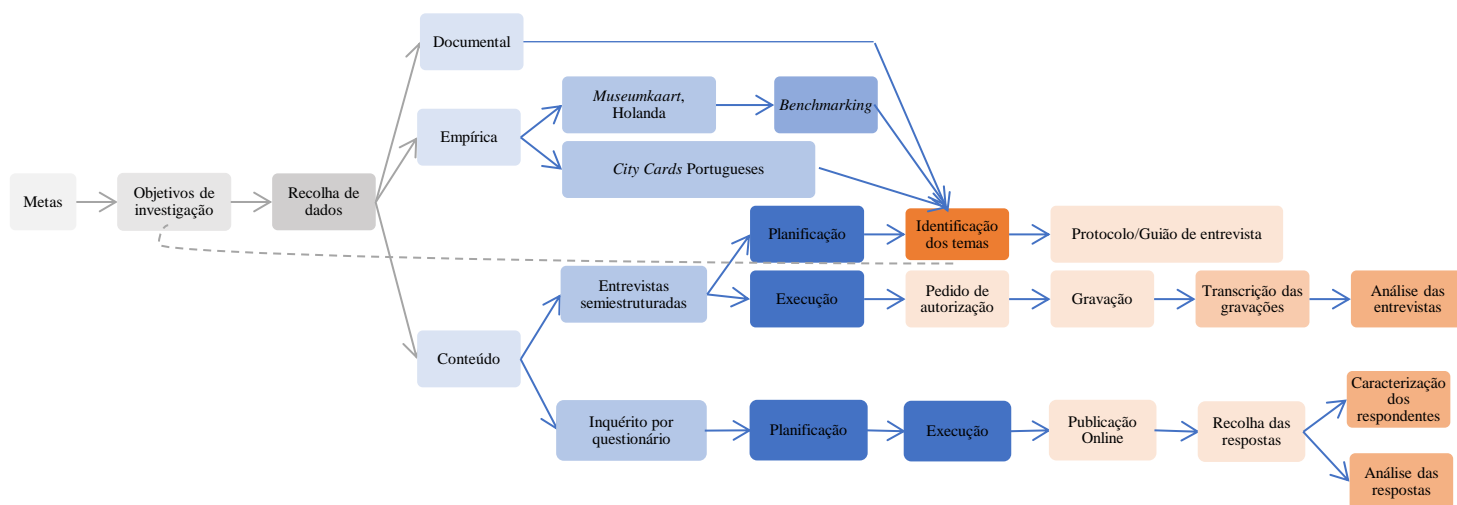 Documental
Museumkaart,
Holanda
Benchmarking
Empírica
City Cards Portugueses
Metas
Objetivos de
investigação
Recolha de
dados
Planificação
Identificação
dos temas
Protocolo/Guião de entrevista
Entrevistas
semiestruturadas
Execução
Pedido de
autorização
Gravação
Transcrição das
gravações
Análise das
entrevistas
Conteúdo
Inquérito por
questionário
Planificação
Execução
Publicação
Online
Recolha das
respostas
Caracterização
dos
respondentes
Análise das
respostas